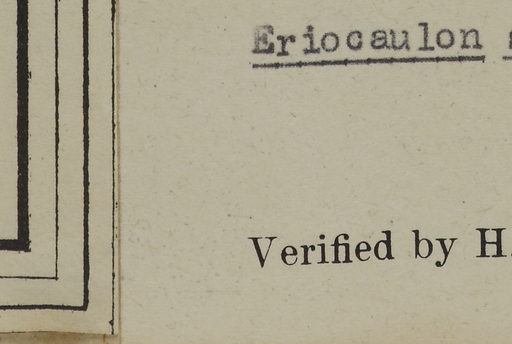 Eriocaulon
Verified by H.